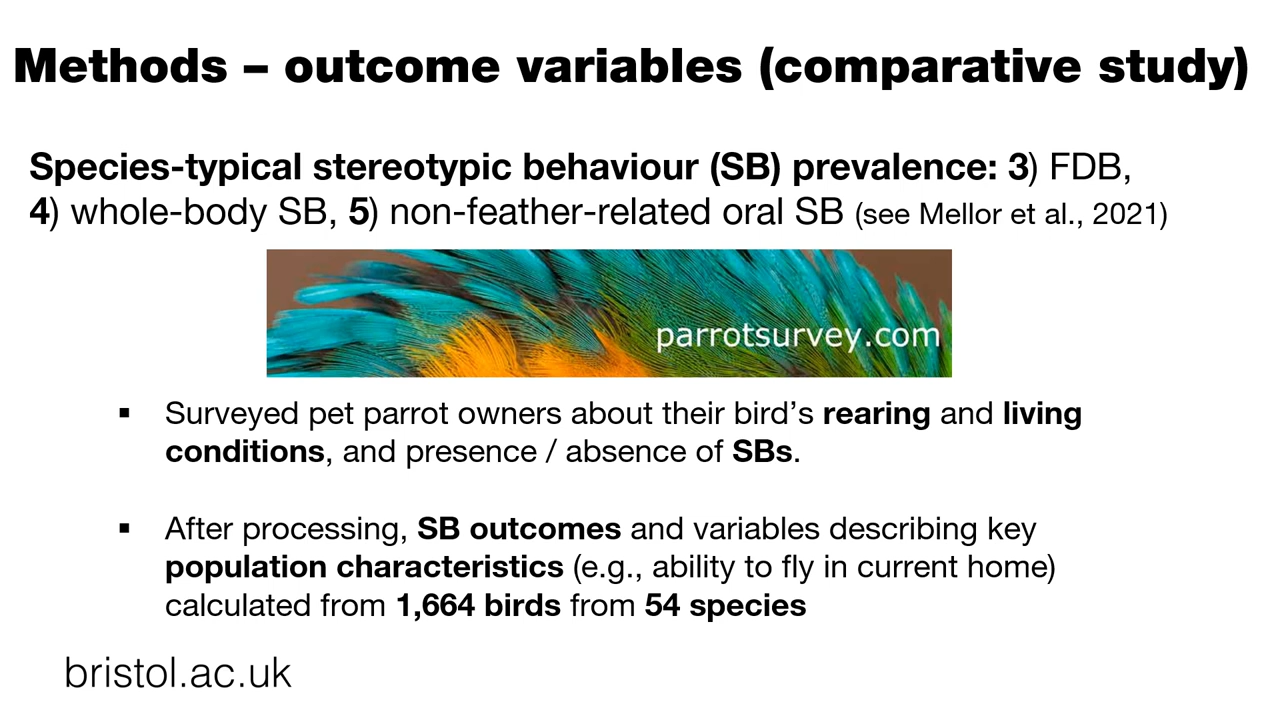 Methods – outcome variables (comparative study)
Species-typical stereotypic behaviour (SB) prevalence: 3) FDB,
4) whole-body SB, 5) non-feather-related oral SB (see Mellor et al., 2021)
parrotsurvey.com
▪ Surveyed pet parrot owners about their bird’s rearing and living
conditions, and presence / absence of SBs.
▪ After processing, SB outcomes and variables describing key
population characteristics (e.g., ability to fly in current home)
calculated from 1,664 birds from 54 species
bristol.ac.uk